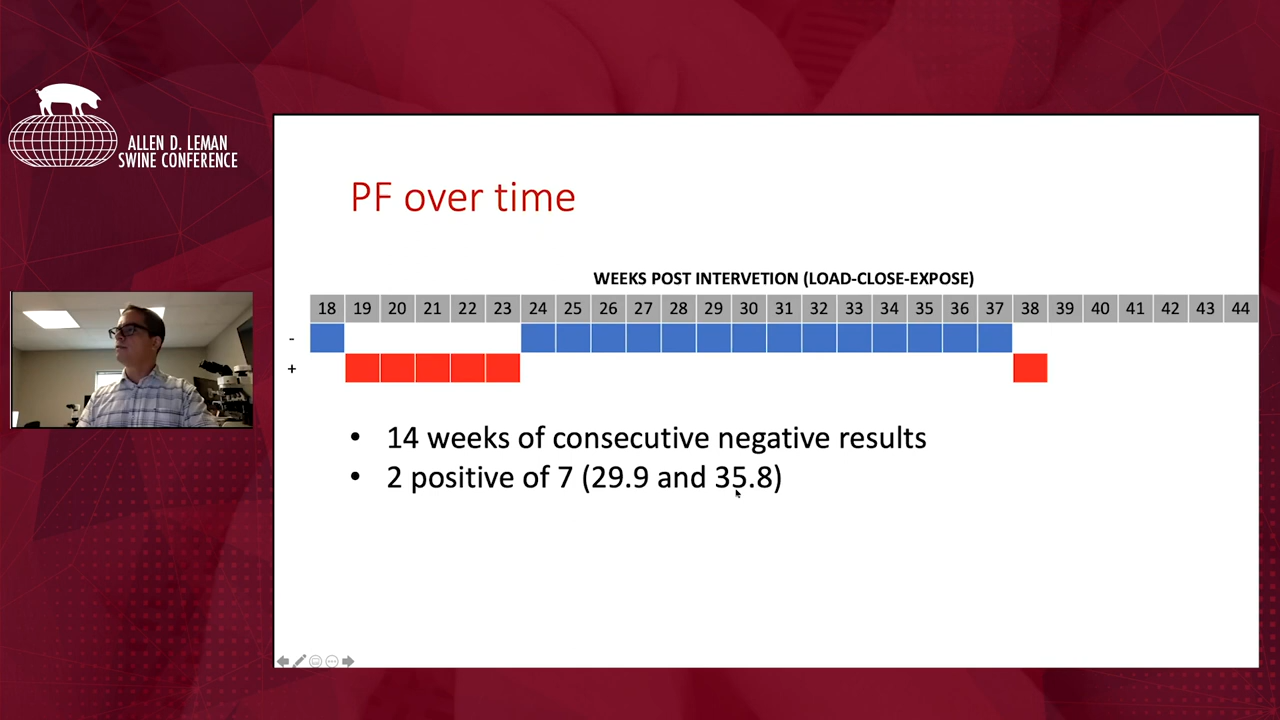 ALLEN D. LEMAN
SWINE CONFERENCE
PF over time
WEEKS POST INTERVETION (LOAD-CLOSE-EXPOSE)
18 19 20 21 22 23 24 25 26 27 28 29 30 31 32 33 34 35 36 37 38 39 40 41 42 43 44
-
+
• 14 weeks of consecutive negative results
• 2 positive of 7 (29.9 and 35.8)